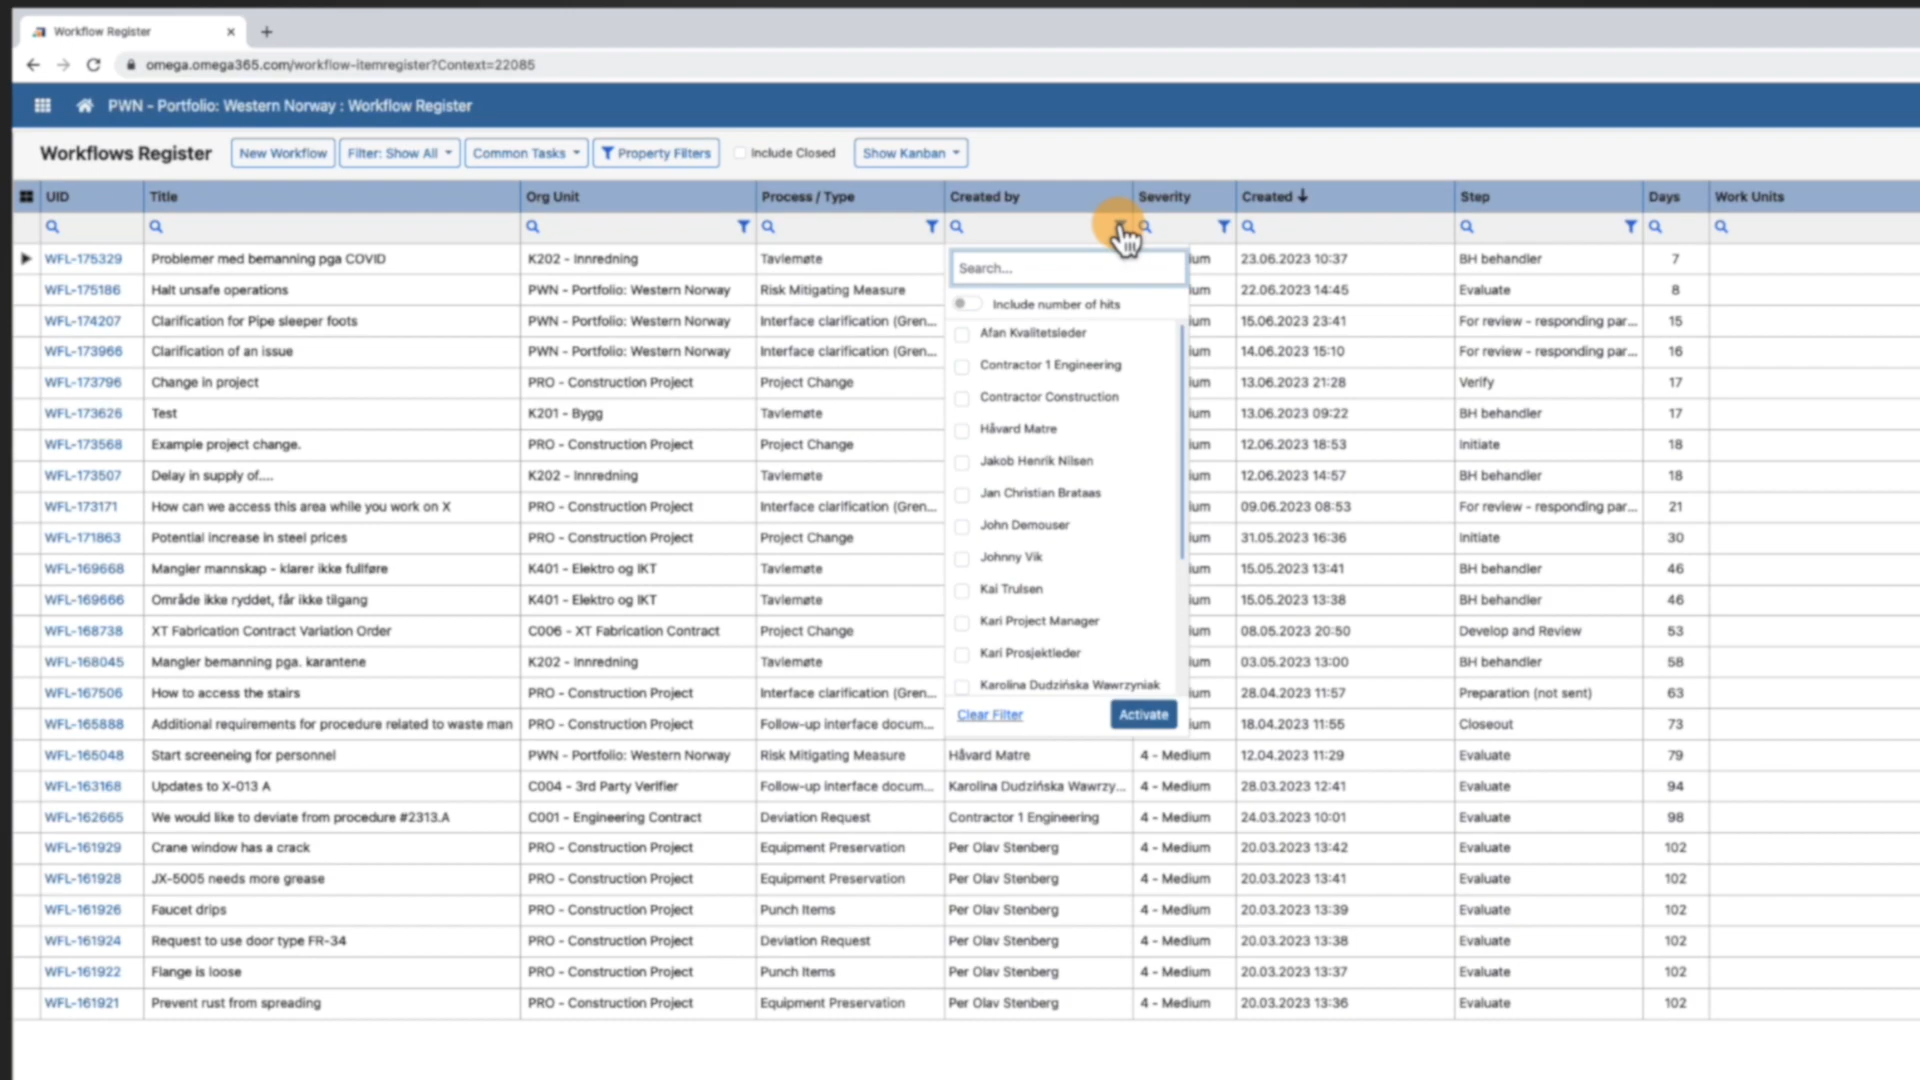 Workflow Register
omega.omega365.com/workflow-itemregister?Context=22085
PWN - Portfolio: Western Norway : Workflow Register
Workflows Register New Workflow Filter: Show All Common Tasks Property Filters Include Closed Show Kanban
UID Title Org Unit Process / Type Created by Severity Created Step Days Work Units
WFL-175329 Problemer med bemanning pga COVID K202 - Innredning Tavlemøte ium 23.06.2023 10:37 BH behandler 7
Search...
WFL-175186 Halt unsafe operations PWN - Portfolio: Western Norway Risk Mitigating Measure ium 22.06.2023 14:45 Evaluate 8
Include number of hits
WFL-174207 Clarification for Pipe sleeper foots PWN - Portfolio: Western Norway Interface clarification (Gren... ium 15.06.2023 23:41 For review - responding par... 15
Afan Kvalitetsleder
WFL-173966 Clarification of an issue PWN - Portfolio: Western Norway Interface clarification (Gren... ium 14.06.2023 15:10 For review - responding par... 16
Contractor 1 Engineering
WFL-173796 Change in project PRO - Construction Project Project Change ium 13.06.2023 21:28 Verify 17
Contractor Construction
WFL-173626 Test K201 - Bygg Tavlemøte ium 13.06.2023 09:22 BH behandler 17
Håvard Matre
WFL-173568 Example project change. PRO - Construction Project Project Change ium 12.06.2023 18:53 Initiate 18
Jakob Henrik Nilsen
WFL-173507 Delay in supply of.... K202 - Innredning Tavlemøte ium 12.06.2023 14:57 BH behandler 18
Jan Christian Brataas
WFL-173171 How can we access this area while you work on X PRO - Construction Project Interface clarification (Gren... ium 09.06.2023 08:53 For review - responding par... 21
John Demouser
WFL-171863 Potential increase in steel prices PRO - Construction Project Project Change ium 31.05.2023 16:36 Initiate 30
Johnny Vik
WFL-169668 Mangler mannskap - klarer ikke fullføre K401 - Elektro og IKT Tavlemøte ium 15.05.2023 13:41 BH behandler 46
Kai Trulsen
WFL-169666 Område ikke ryddet, får ikke tilgang K401 - Elektro og IKT Tavlemøte ium 15.05.2023 13:38 BH behandler 46
Kari Project Manager
WFL-168738 XT Fabrication Contract Variation Order C006 - XT Fabrication Contract Project Change ium 08.05.2023 20:50 Develop and Review 53
Kari Prosjektleder
WFL-168045 Mangler bemanning pga. karantene K202 - Innredning Tavlemøte ium 03.05.2023 13:00 BH behandler 58
Karolina Dudzińska Wawrzyniak
WFL-167506 How to access the stairs PRO - Construction Project Interface clarification (Gren... ium 28.04.2023 11:57 Preparation (not sent) 63
Clear Filter Activate
WFL-165888 Additional requirements for procedure related to waste man PRO - Construction Project Follow-up interface docum... ium 18.04.2023 11:55 Closeout 73
WFL-165048 Start screeneing for personnel PWN - Portfolio: Western Norway Risk Mitigating Measure Håvard Matre 4 - Medium 12.04.2023 11:29 Evaluate 79
WFL-163168 Updates to X-013 A C004 - 3rd Party Verifier Follow-up interface docum... Karolina Dudzińska Wawrzy... 4 - Medium 28.03.2023 12:41 Evaluate 94
WFL-162665 We would like to deviate from procedure #2313.A C001 - Engineering Contract Deviation Request Contractor 1 Engineering 4 - Medium 24.03.2023 10:01 Evaluate 98
WFL-161929 Crane window has a crack PRO - Construction Project Equipment Preservation Per Olav Stenberg 4 - Medium 20.03.2023 13:42 Evaluate 102
WFL-161928 JX-5005 needs more grease PRO - Construction Project Equipment Preservation Per Olav Stenberg 4 - Medium 20.03.2023 13:41 Evaluate 102
WFL-161926 Faucet drips PRO - Construction Project Punch Items Per Olav Stenberg 4 - Medium 20.03.2023 13:39 Evaluate 102
WFL-161924 Request to use door type FR-34 PRO - Construction Project Deviation Request Per Olav Stenberg 4 - Medium 20.03.2023 13:38 Evaluate 102
WFL-161922 Flange is loose PRO - Construction Project Punch Items Per Olav Stenberg 4 - Medium 20.03.2023 13:37 Evaluate 102
WFL-161921 Prevent rust from spreading PRO - Construction Project Equipment Preservation Per Olav Stenberg 4 - Medium 20.03.2023 13:36 Evaluate 102